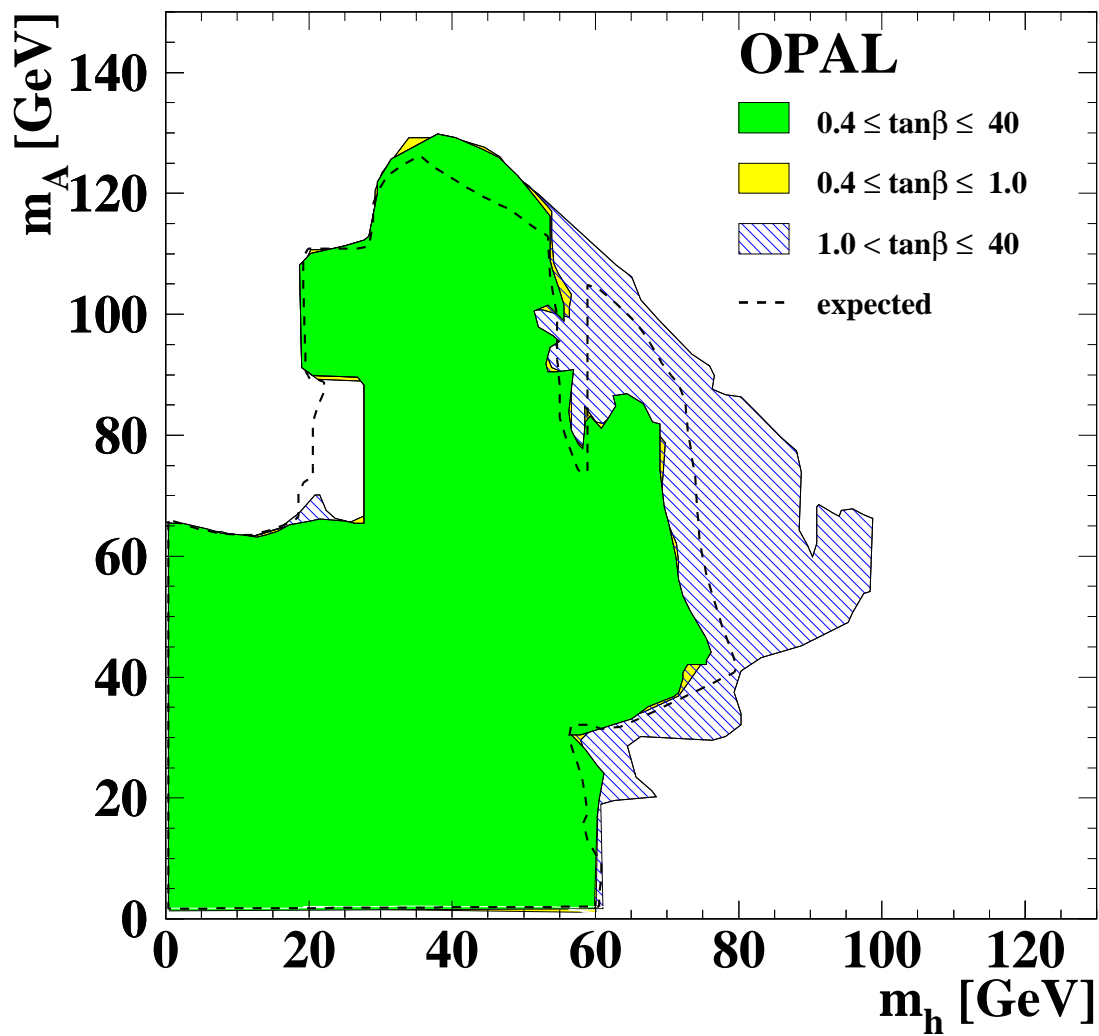 OPAL
0.4 ≤ tanβ ≤ 40
0.4 ≤ tanβ ≤ 1.0
1.0 < tanβ ≤ 40
expected
m_A [GeV]
140
120
100
80
60
40
20
0
0 20 40 60 80 100 120
m_h [GeV]